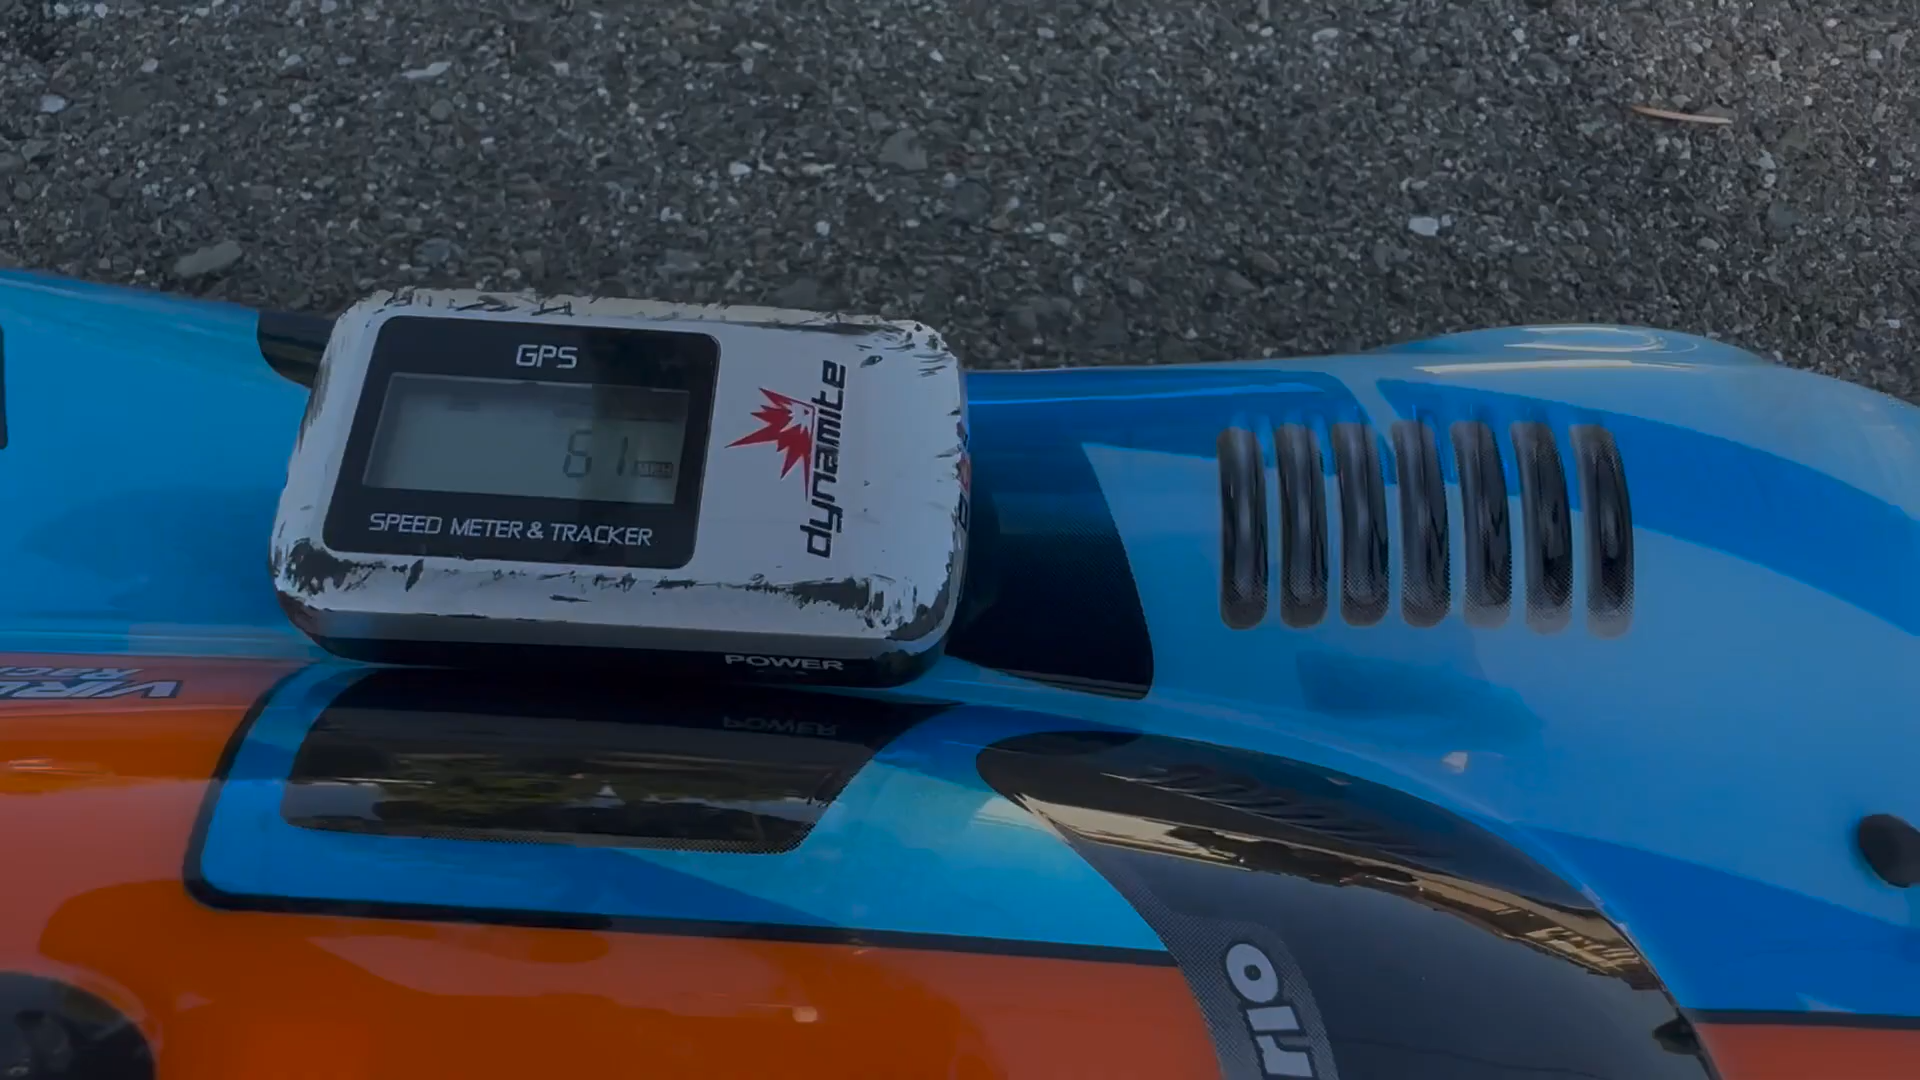 GPS
61 MPH
SPEED METER & TRACKER
dynamite
POWER